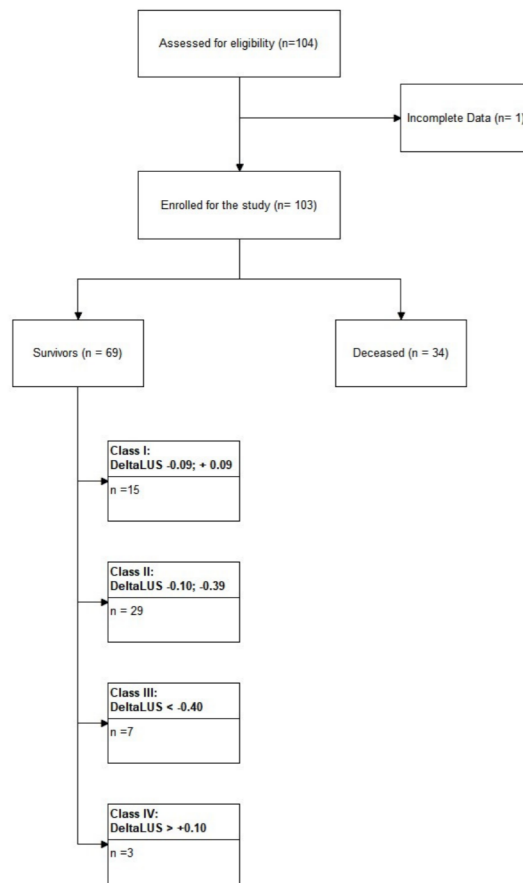 Assessed for eligibility (n=104)
Incomplete Data (n= 1)
Enrolled for the study (n= 103)
Survivors (n = 69)
Deceased (n = 34)
Class I:
DeltaLUS -0.09; + 0.09
n =15
Class II:
DeltaLUS -0.10; -0.39
n = 29
Class III:
DeltaLUS < -0.40
n =7
Class IV:
DeltaLUS > +0.10
n =3